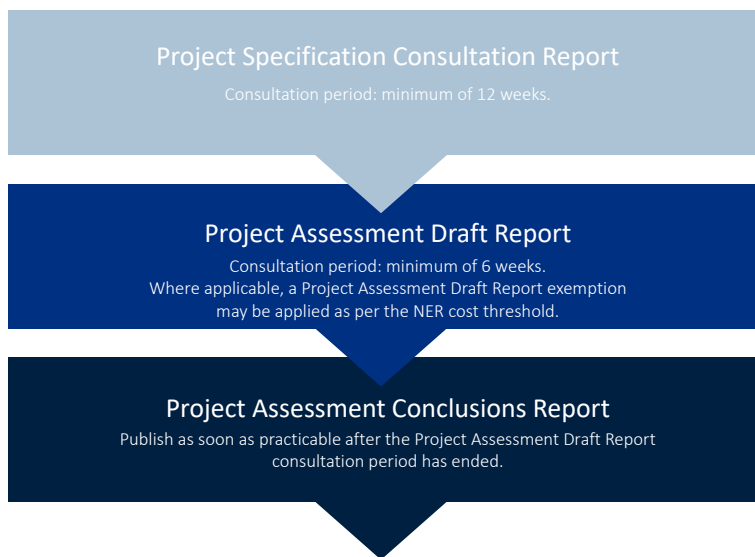 Project Specification Consultation Report
Consultation period: minimum of 12 weeks.
Project Assessment Draft Report
Consultation period: minimum of 6 weeks.
Where applicable, a Project Assessment Draft Report exemption
may be applied as per the NER cost threshold.
Project Assessment Conclusions Report
Publish as soon as practicable after the Project Assessment Draft Report
consultation period has ended.